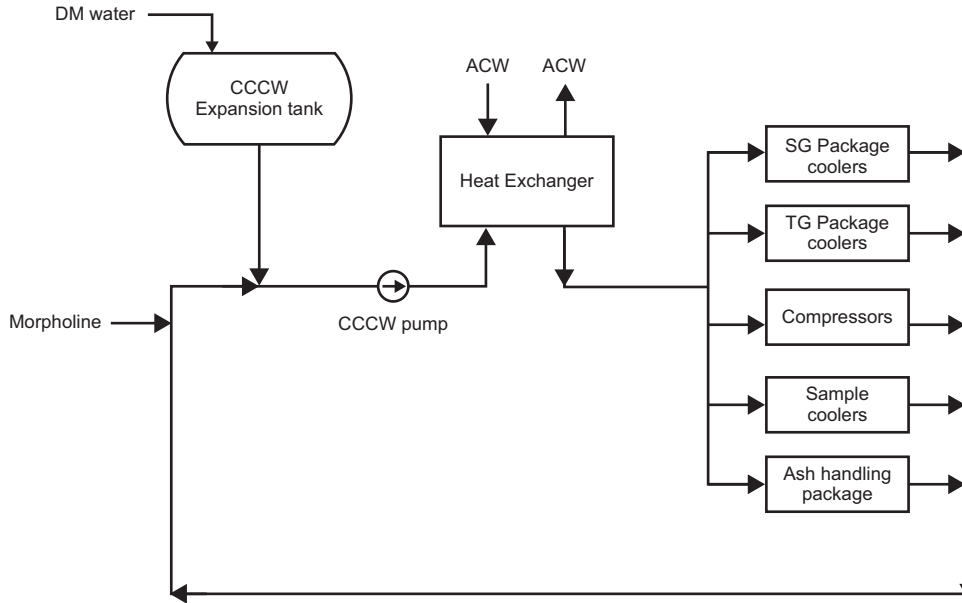 DM water
CCCW
Expansion tank
ACW
ACW
Heat Exchanger
SG Package
coolers
TG Package
coolers
Compressors
Sample
coolers
Ash handling
package
Morpholine
CCCW pump